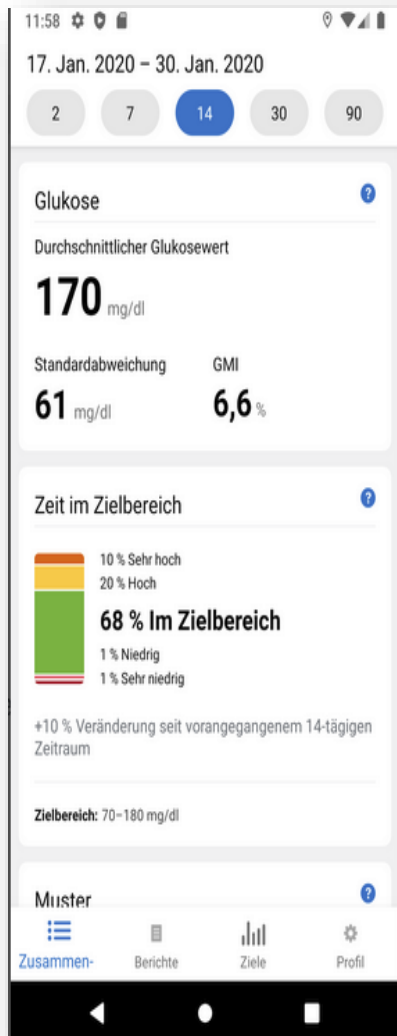 11:58
17. Jan. 2020 – 30. Jan. 2020
2 7 14 30 90
Glukose ?
Durchschnittlicher Glukosewert
170 mg/dl
Standardabweichung GMI
61 mg/dl 6,6 %
Zeit im Zielbereich ?
10 % Sehr hoch
20 % Hoch
68 % Im Zielbereich
1 % Niedrig
1 % Sehr niedrig
+10 % Veränderung seit vorangegangenem 14-tägigen
Zeitraum
Zielbereich: 70–180 mg/dl
Muster ?
Zusammen- Berichte Ziele Profil